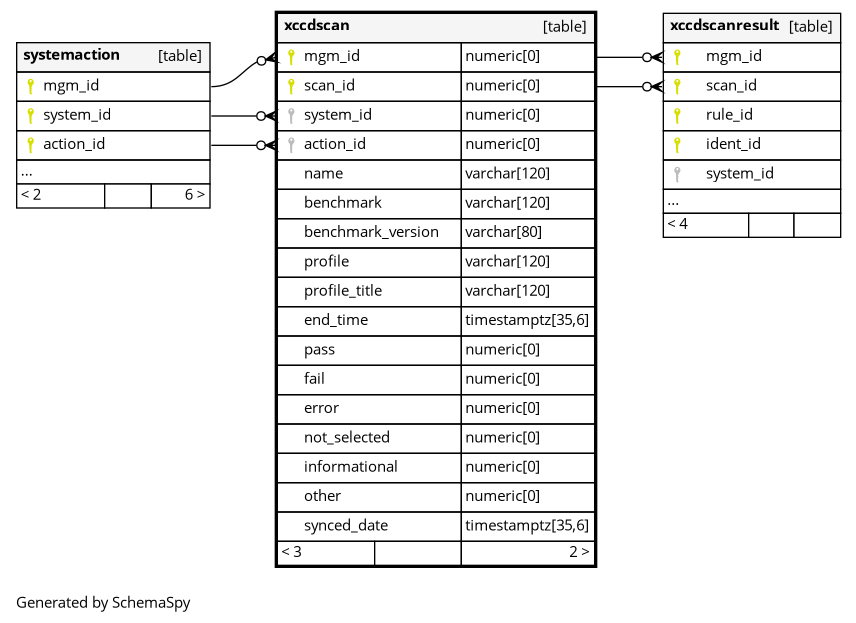 systemaction [table]
mgm_id
system_id
action_id
...
< 2 6 >
xccdscan [table]
mgm_id numeric[0]
scan_id numeric[0]
system_id numeric[0]
action_id numeric[0]
name varchar[120]
benchmark varchar[120]
benchmark_version varchar[80]
profile varchar[120]
profile_title varchar[120]
end_time timestamptz[35,6]
pass numeric[0]
fail numeric[0]
error numeric[0]
not_selected numeric[0]
informational numeric[0]
other numeric[0]
synced_date timestamptz[35,6]
< 3 2 >
xccdscanresult [table]
mgm_id
scan_id
rule_id
ident_id
system_id
...
< 4
Generated by SchemaSpy